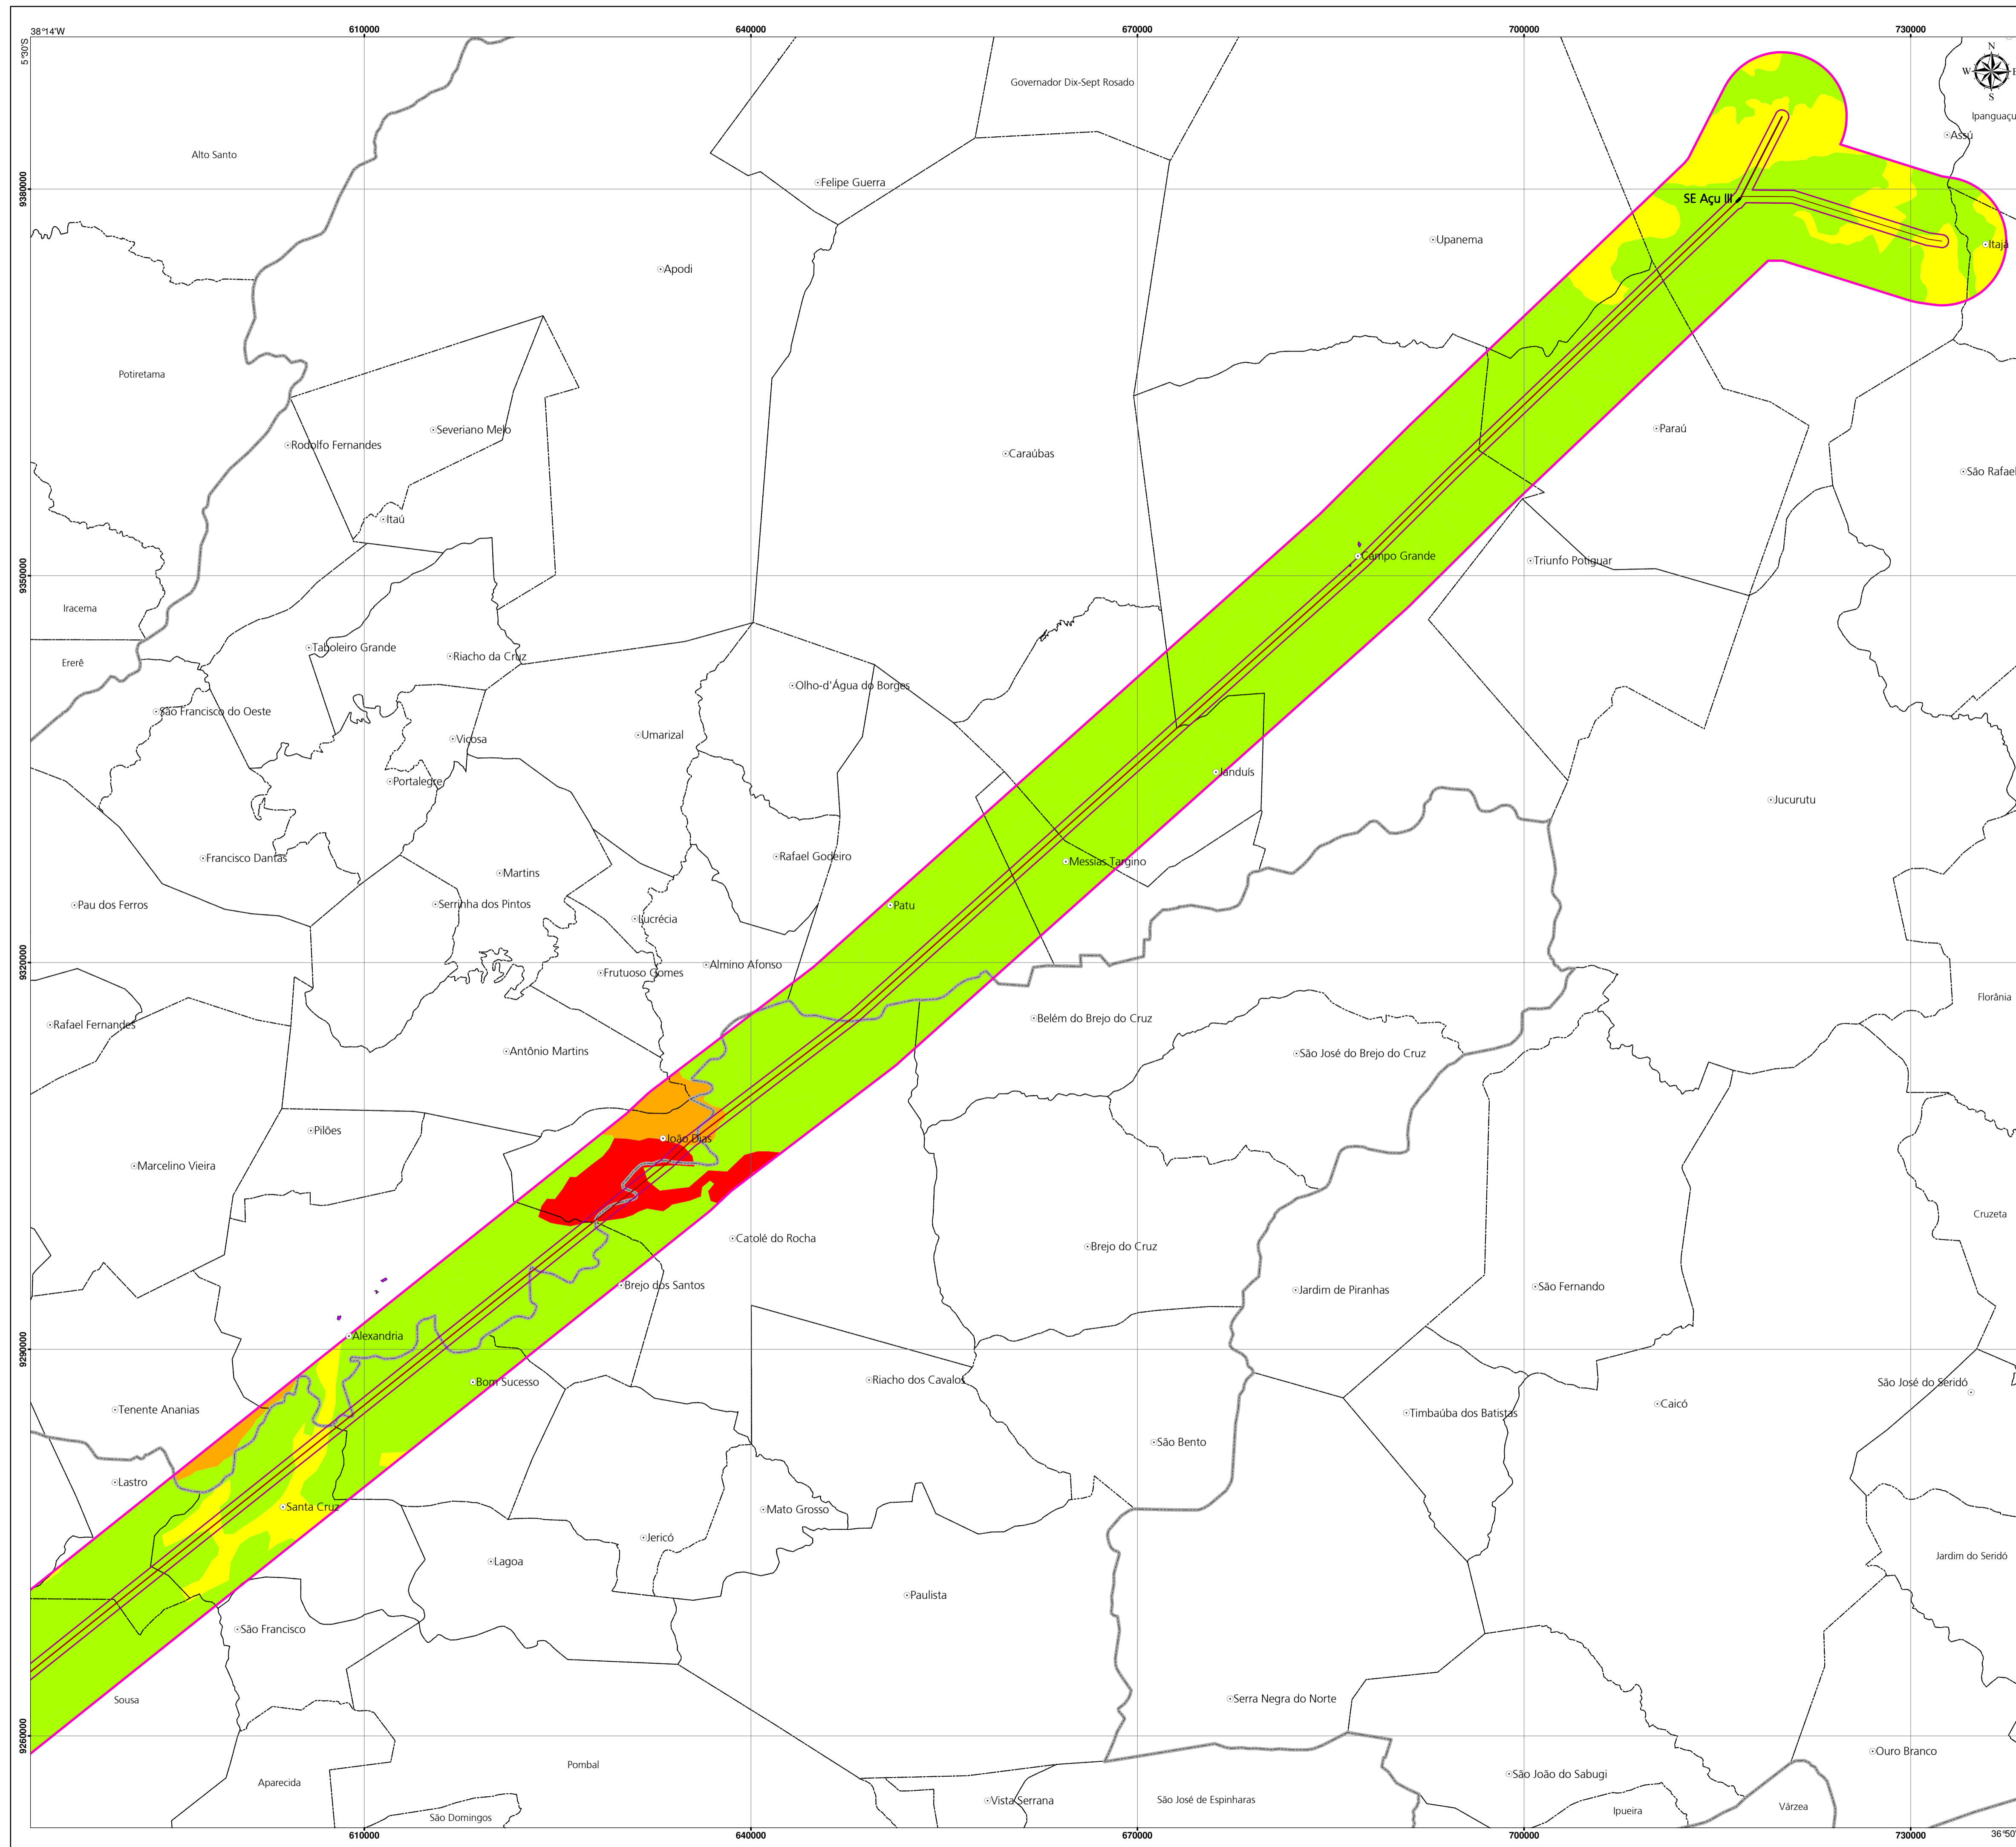 38°14'W
610000
640000
670000
700000
730000
5°30'S
N
W
E
S
Governador Dix-Sept Rosado
Ipanguaçu
Assú
Alto Santo
Felipe Guerra
9380000
SE Açu III
Upanema
Itajá
Apodi
Potiretama
Severiano Melo
Paraú
Rodolfo Fernandes
Caraúbas
São Rafael
Itaú
Campo Grande
Triunfo Potiguar
9350000
Iracema
Taboleiro Grande
Riacho da Cruz
Ererê
Olho-d'Água do Borges
São Francisco do Oeste
Umarizal
Viçosa
Janduís
Portalegre
Jucurutu
Francisco Dantas
Rafael Godeiro
Messias Targino
Martins
Pau dos Ferros
Serrinha dos Pintos
Patu
Lucrécia
9320000
Almino Afonso
Frutuoso Gomes
Florânia
Rafael Fernandes
Belém do Brejo do Cruz
Antônio Martins
São José do Brejo do Cruz
Pilões
João Dias
Marcelino Vieira
Cruzeta
Catolé do Rocha
Brejo do Cruz
Brejo dos Santos
Jardim de Piranhas
São Fernando
Alexandria
9290000
Bom Sucesso
Riacho dos Cavalos
São José do Seridó
Tenente Ananias
Timbaúba dos Batistas
Caicó
São Bento
Lastro
Santa Cruz
Mato Grosso
Jericó
Lagoa
Jardim do Seridó
Paulista
São Francisco
Sousa
Serra Negra do Norte
9260000
Ouro Branco
Pombal
São João do Sabugi
Aparecida
Vista Serrana
São José de Espinharas
Várzea
Ipueira
São Domingos
610000
640000
670000
700000
730000
36°50'